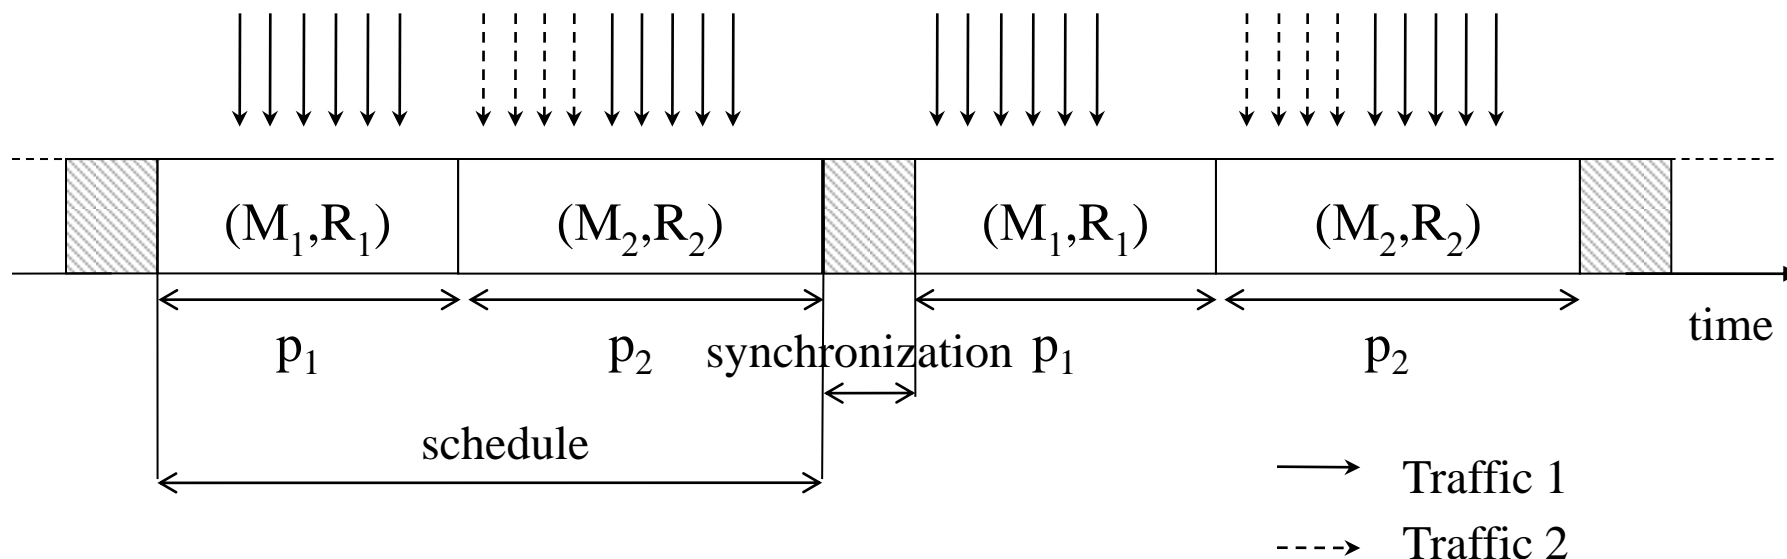 (M₁,R₁) (M₂,R₂) (M₁,R₁) (M₂,R₂)
p₁ p₂ synchronization p₁ p₂ time
schedule
Traffic 1
Traffic 2